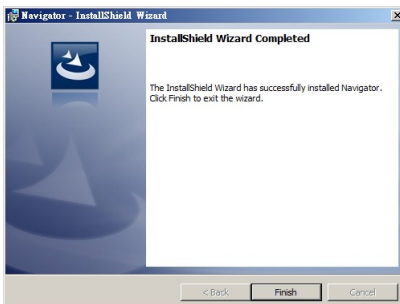 Navigator - InstallShield Wizard
InstallShield Wizard Completed
The InstallShield Wizard has successfully installed Navigator.
Click Finish to exit the wizard.
< Back
Finish
Cancel